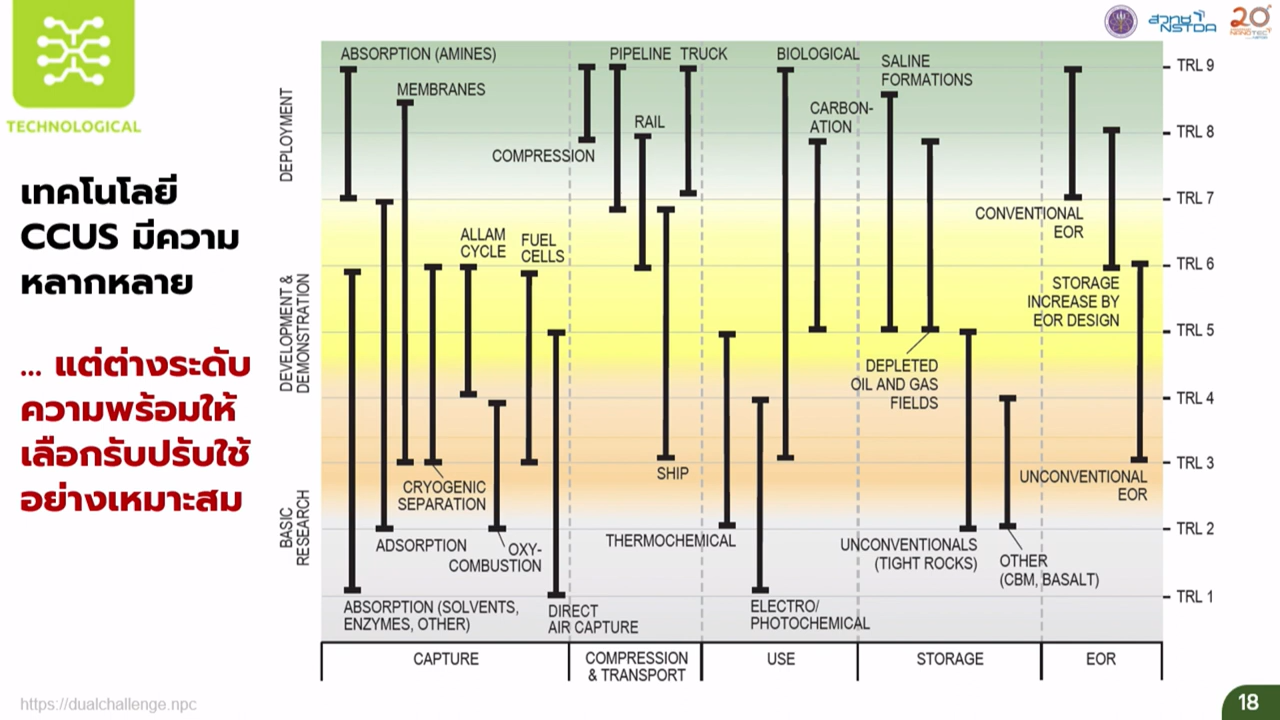 TECHNOLOGICAL
เทคโนโลยี
CCUS มีความ
หลากหลาย
... แต่ต่างระดับ
ความพร้อมให้
เลือกรับปรับใช้
อย่างเหมาะสม
สวทช
NSTDA
20
NANOTEC
DEPLOYMENT
DEVELOPMENT &
DEMONSTRATION
BASIC
RESEARCH
ABSORPTION (AMINES)
MEMBRANES
ALLAM
CYCLE
FUEL
CELLS
CRYOGENIC
SEPARATION
ADSORPTION
OXY-
COMBUSTION
ABSORPTION (SOLVENTS,
ENZYMES, OTHER)
DIRECT
AIR CAPTURE
COMPRESSION
PIPELINE
TRUCK
RAIL
SHIP
THERMOCHEMICAL
BIOLOGICAL
CARBON-
ATION
ELECTRO/
PHOTOCHEMICAL
SALINE
FORMATIONS
DEPLETED
OIL AND GAS
FIELDS
UNCONVENTIONALS
(TIGHT ROCKS)
OTHER
(CBM, BASALT)
CONVENTIONAL
EOR
STORAGE
INCREASE BY
EOR DESIGN
UNCONVENTIONAL
EOR
TRL 9
TRL 8
TRL 7
TRL 6
TRL 5
TRL 4
TRL 3
TRL 2
TRL 1
CAPTURE
COMPRESSION
& TRANSPORT
USE
STORAGE
EOR
https://dualchallenge.npc
18